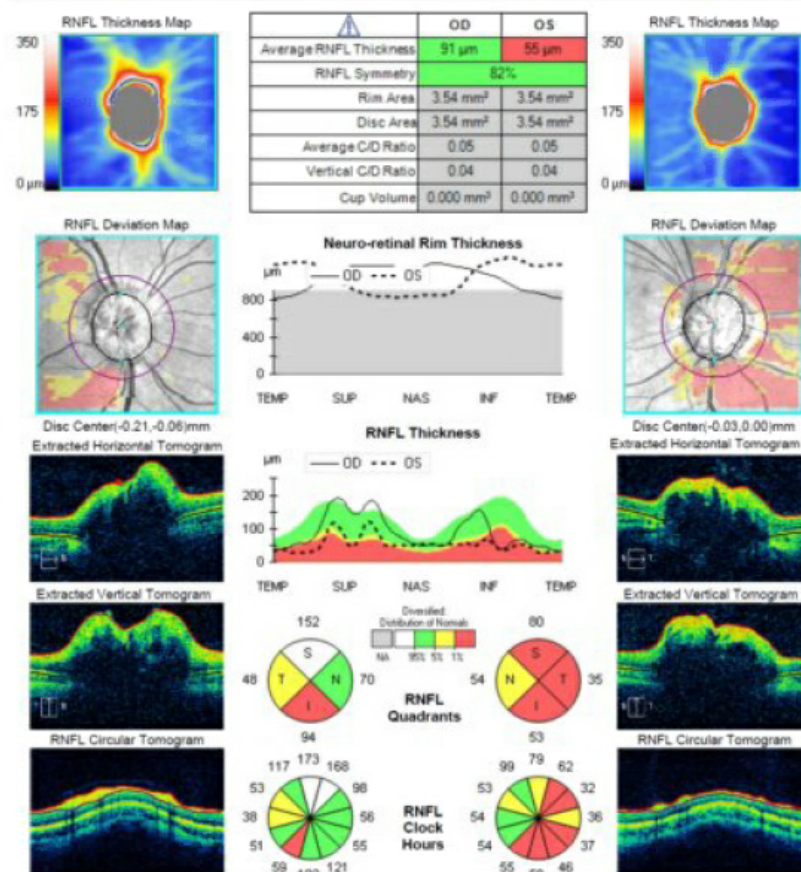 RNFL Thickness Map
350
175
0 µm
OD OS
Average RNFL Thickness 91 µm 55 µm
RNFL Symmetry 82%
Rim Area 3.54 mm² 3.54 mm²
Disc Area 3.54 mm² 3.54 mm²
Average C/D Ratio 0.05 0.05
Vertical C/D Ratio 0.04 0.04
Cup Volume 0.000 mm³ 0.000 mm³
RNFL Thickness Map
350
175
0 µm
RNFL Deviation Map
Disc Center(-0.21,-0.06)mm
Neuro-retinal Rim Thickness
µm
OD OS
800
400
0
TEMP SUP NAS INF TEMP
RNFL Deviation Map
Disc Center(-0.03,0.00)mm
Extracted Horizontal Tomogram
RNFL Thickness
µm
OD OS
200
100
0
TEMP SUP NAS INF TEMP
Extracted Horizontal Tomogram
Extracted Vertical Tomogram
Diversified:
Distribution of Normals
NA 95% 5% 1%
152
48 T S N I 70
94
RNFL
Quadrants
80
54 N S T I 35
53
Extracted Vertical Tomogram
RNFL Circular Tomogram
173
117 168
53 98
38 56
51 55
59 121
RNFL
Clock
Hours
79
99 62
53 32
54 36
54 37
55 46
RNFL Circular Tomogram